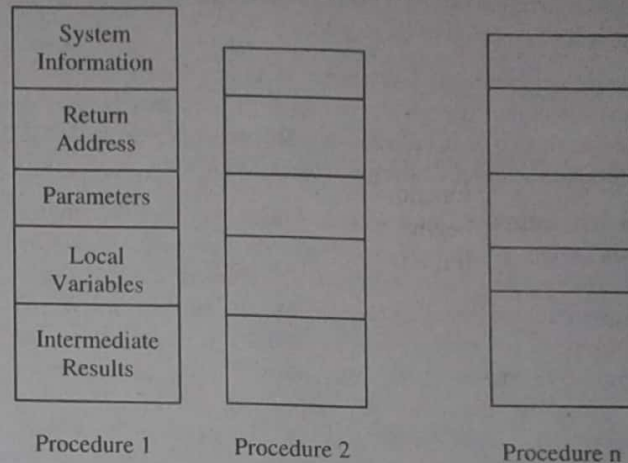 System
Information
Return
Address
Parameters
Local
Variables
Intermediate
Results
Procedure 1
Procedure 2
Procedure n